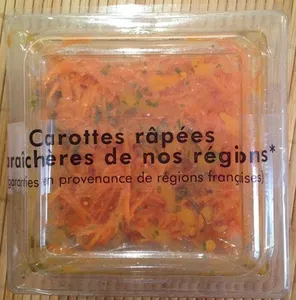 Carottes râpées
araîchères de nos régions*
garanties en provenance de régions françaises)